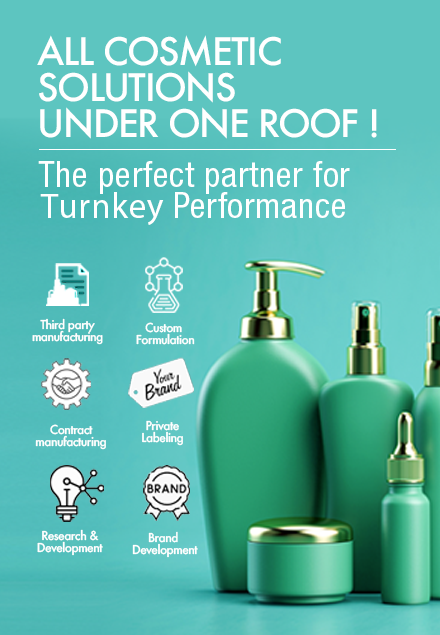 ALL COSMETIC
SOLUTIONS
UNDER ONE ROOF !
The perfect partner for
Turnkey Performance
Third party
manufacturing
Custom
Formulation
Contract
manufacturing
Your
Brand
Private
Labeling
Research &
Development
BRAND
Brand
Development